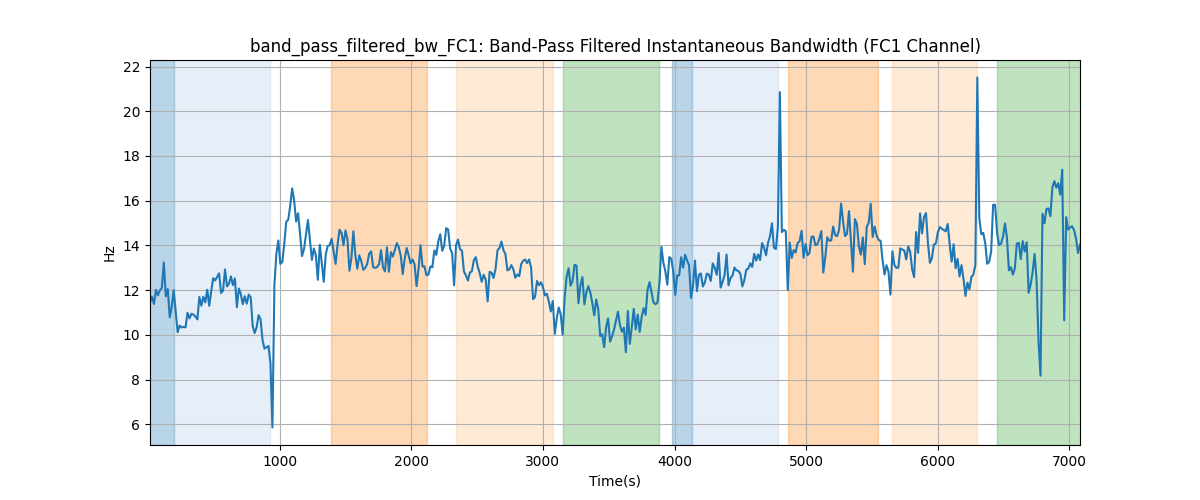 band_pass_filtered_bw_FC1: Band-Pass Filtered Instantaneous Bandwidth (FC1 Channel)
22
20
18
16
14
12
10
8
6
Hz
1000 2000 3000 4000 5000 6000 7000
Time(s)